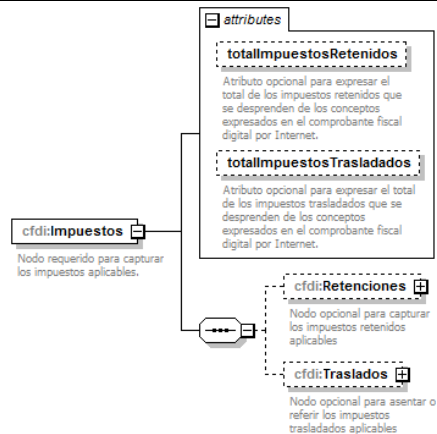 attributes
totalImpuestosRetenidos
Atributo opcional para expresar el
total de los impuestos retenidos que
se desprenden de los conceptos
expresados en el comprobante fiscal
digital por Internet.
totalImpuestosTrasladados
Atributo opcional para expresar el total
de los impuestos trasladados que se
desprenden de los conceptos
expresados en el comprobante fiscal
digital por Internet.
cfdi:Impuestos
Nodo requerido para capturar
los impuestos aplicables.
cfdi:Retenciones
Nodo opcional para capturar
los impuestos retenidos
aplicables
cfdi:Traslados
Nodo opcional para asentar o
referir los impuestos
trasladados aplicables